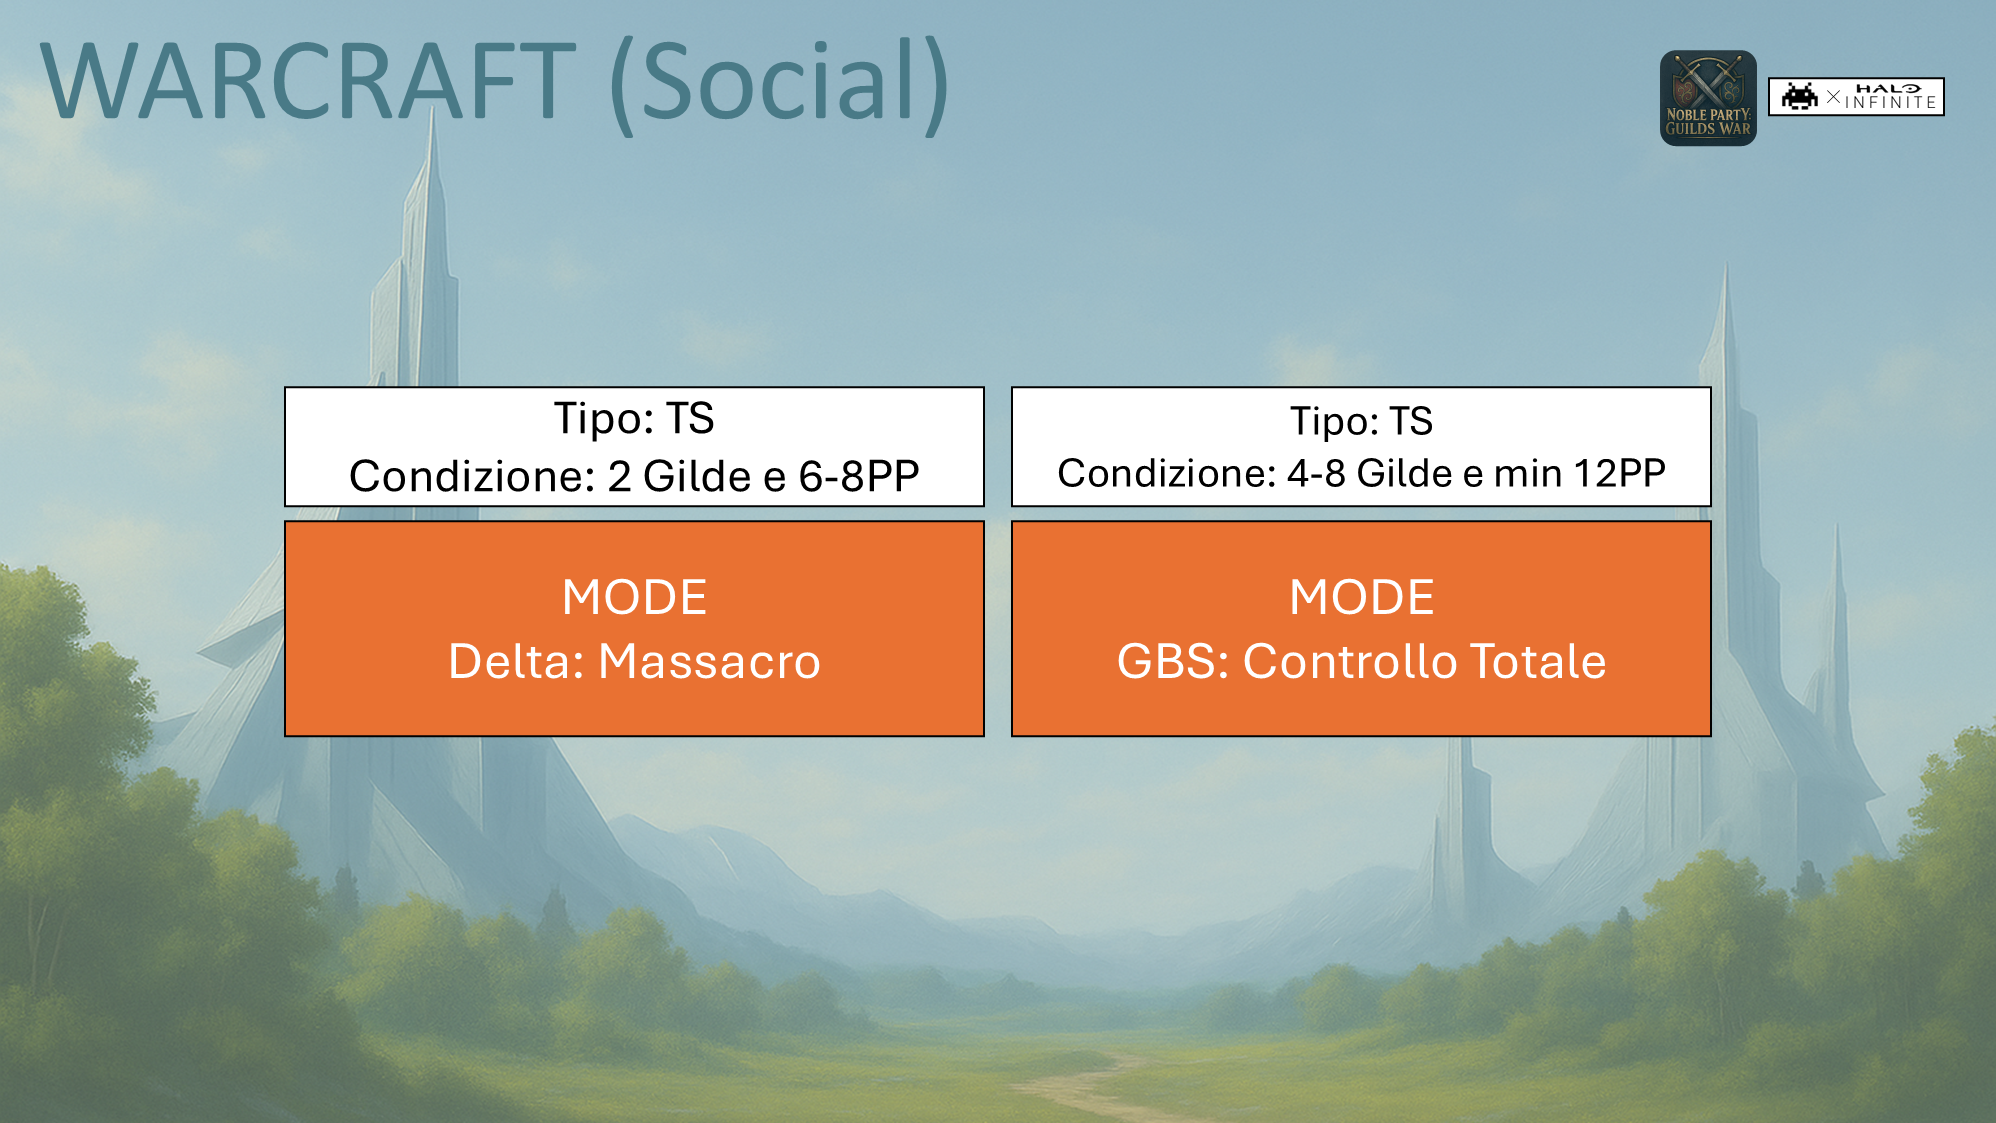 WARCRAFT (Social)
NOBLE PARTY:
GUILDS WAR
× HALO
INFINITE
Tipo: TS
Condizione: 2 Gilde e 6-8PP
Tipo: TS
Condizione: 4-8 Gilde e min 12PP
MODE
Delta: Massacro
MODE
GBS: Controllo Totale